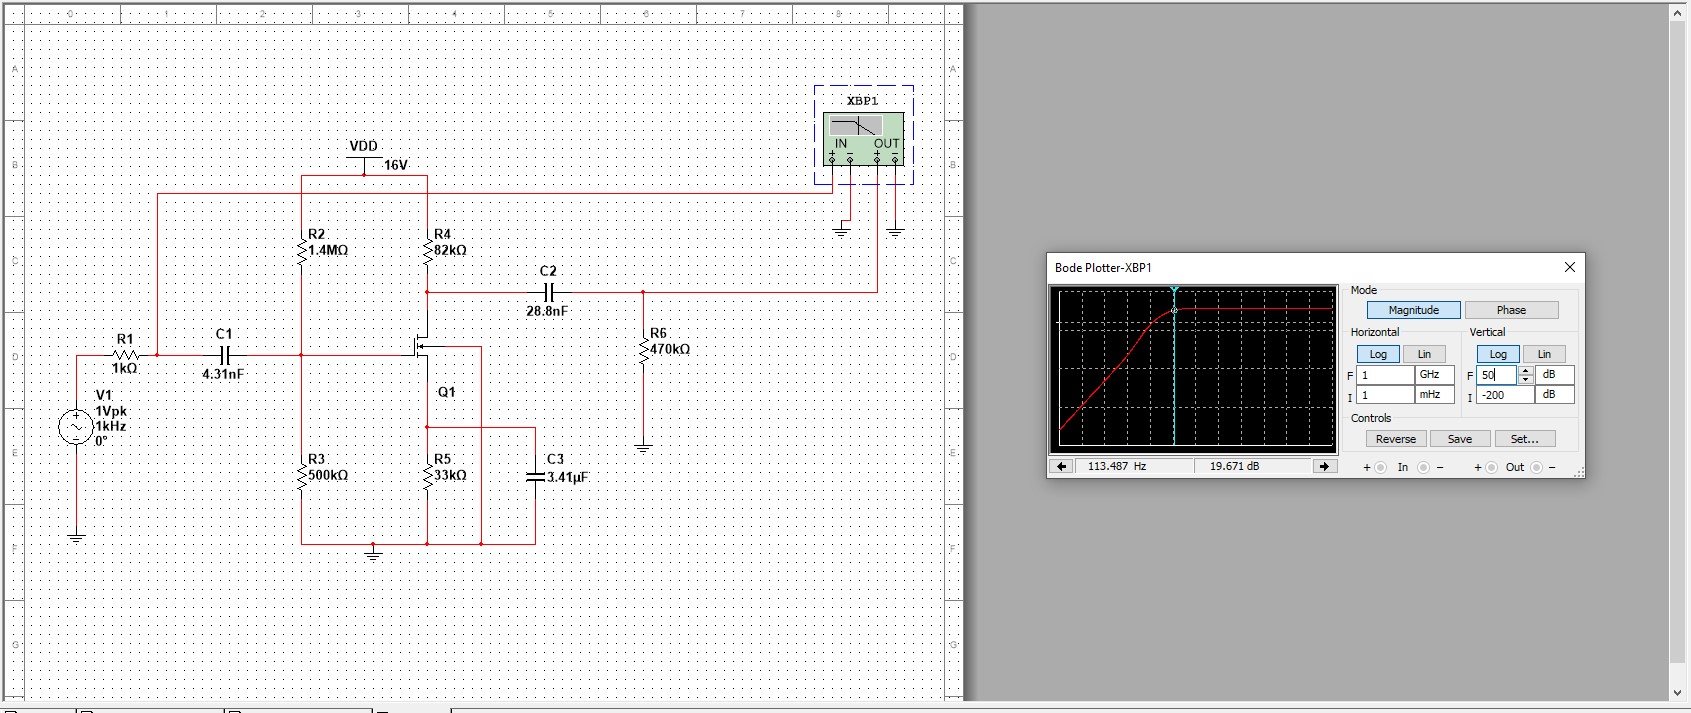 0 1 2 3 4 5 6 7 8
A A
XBP1
IN OUT
+ − + −
VDD
16V
B B
R2
1.4MΩ
R4
82kΩ
C C
C2
28.8nF
R1
1kΩ
C1
4.31nF
R6
470kΩ
D D
Q1
V1
1Vpk
1kHz
0°
E E
R3
500kΩ
R5
33kΩ
C3
3.41µF
F F
G G
Bode Plotter-XBP1
Mode
Magnitude Phase
Horizontal Vertical
Log Lin Log Lin
F 1 GHz F 50 dB
I 1 mHz I -200 dB
Controls
Reverse Save Set...
113.487 Hz 19.671 dB
+ In − + Out −